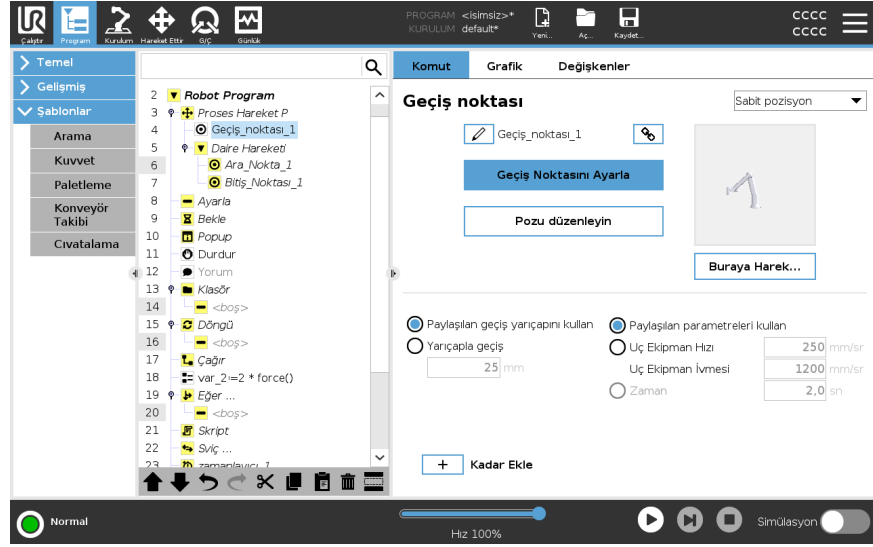 PROGRAM <isimsiz>*
KURULUM default*
CCCC
CCCC
Çalıştır Program Kurulum Hareket Ettir G/Ç Günlük Yeni... Aç... Kaydet...
Temel
Gelişmiş
Şablonlar
Arama
Kuvvet
Paletleme
Konveyör
Takibi
Cıvatalama
2 Robot Program
3 Proses Hareket P
4 Geçiş_noktası_1
5 Daire Hareketi
6 Ara_Nokta_1
7 Bitiş_Noktası_1
8 Ayarla
9 Bekle
10 Popup
11 Durdur
12 Yorum
13 Klasör
14 <boş>
15 Döngü
16 <boş>
17 Çağır
18 var_2≔2 * force()
19 Eğer ...
20 <boş>
21 Skript
22 Sviç ...
23 zamanlayıcı_1
Komut Grafik Değişkenler
Geçiş noktası
Sabit pozisyon
Geçiş_noktası_1
Geçiş Noktasını Ayarla
Pozu düzenleyin
Buraya Harek...
Paylaşılan geçiş yarıçapını kullan
Yarıçapla geçiş
25 mm
Paylaşılan parametreleri kullan
Uç Ekipman Hızı 250 mm/sn
Uç Ekipman İvmesi 1200 mm/sn
Zaman 2,0 sn
+ Kadar Ekle
Normal
Hız 100%
Simülasyon